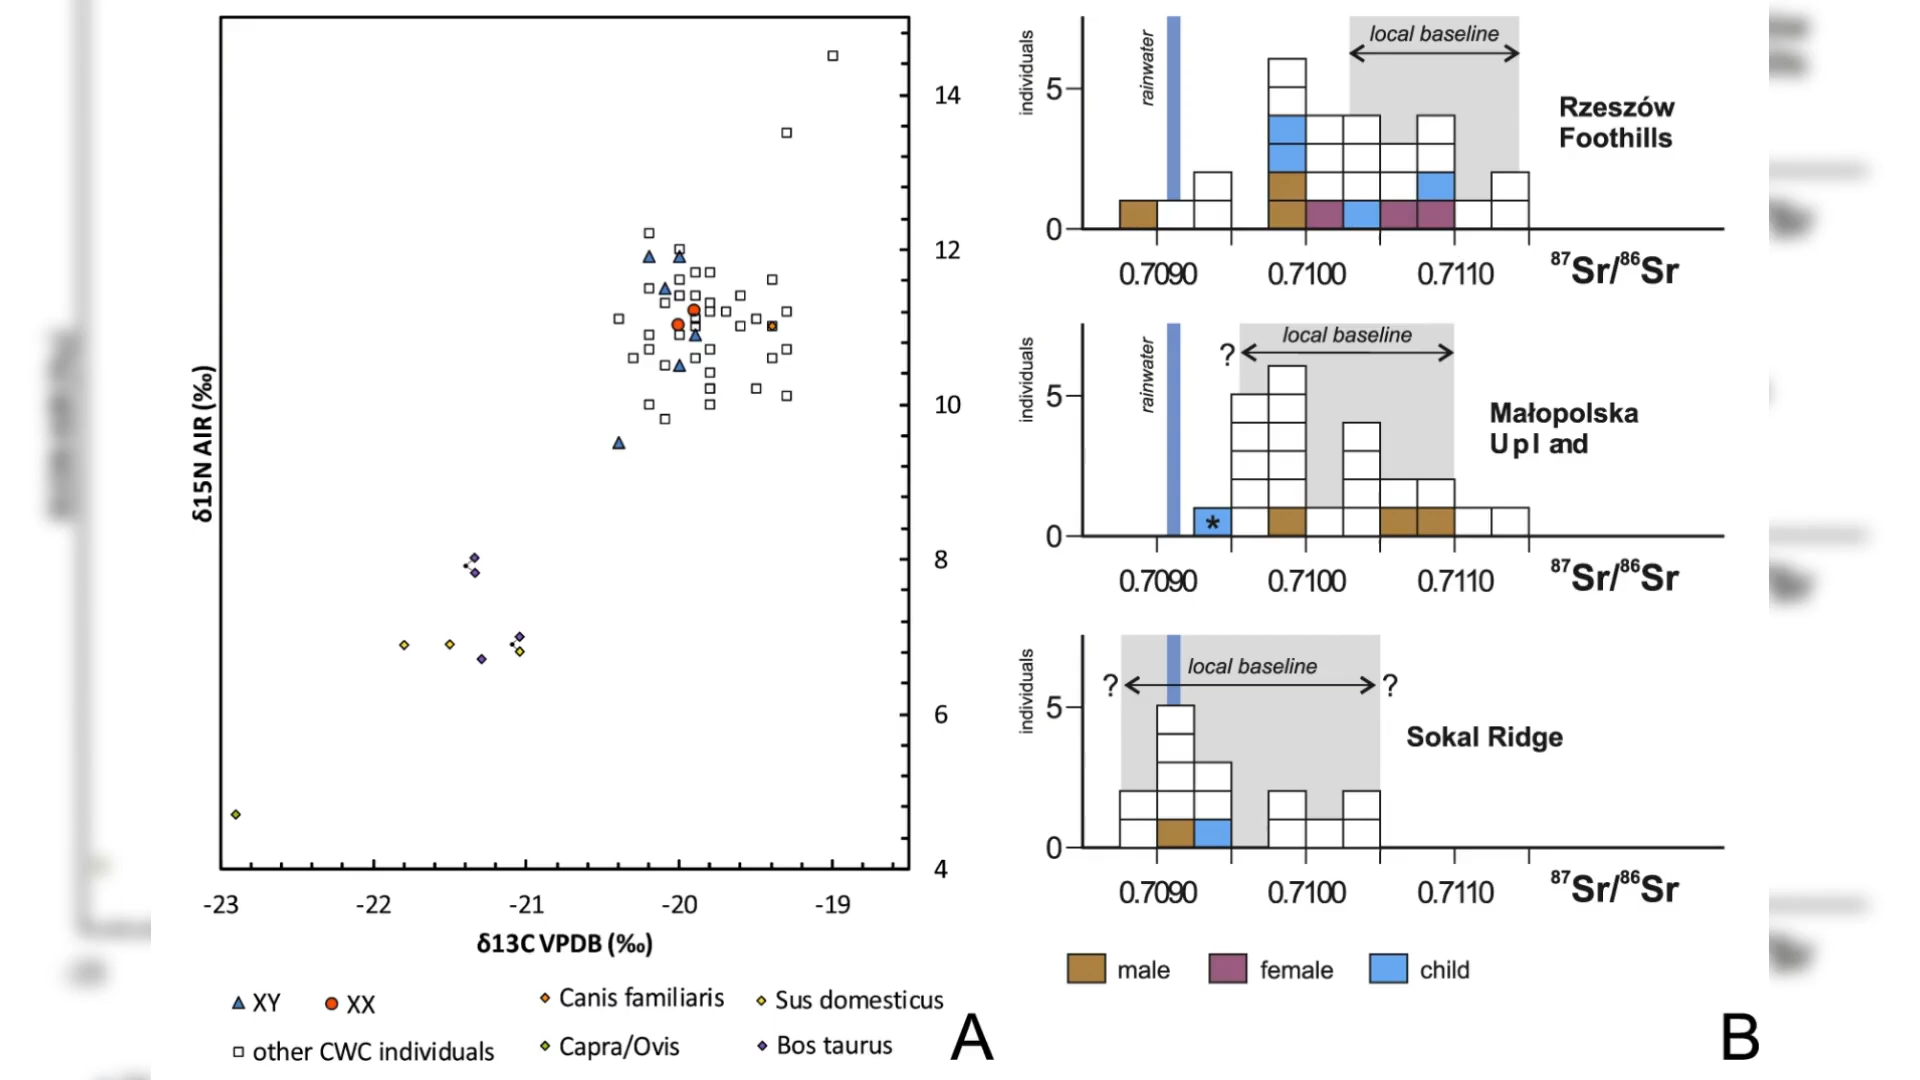 14
12
10
8
6
4
δ15N AIR (‰)
-23 -22 -21 -20 -19
δ13C VPDB (‰)
XY XX Canis familiaris Sus domesticus
other CWC individuals Capra/Ovis Bos taurus
A
individuals
rainwater
local baseline
5
0
Rzeszów
Foothills
0.7090 0.7100 0.7110 87Sr/86Sr
individuals
rainwater
? local baseline
5
0
*
Małopolska
Upland
0.7090 0.7100 0.7110 87Sr/86Sr
individuals
? local baseline ?
5
0
Sokal Ridge
0.7090 0.7100 0.7110 87Sr/86Sr
male female child
B